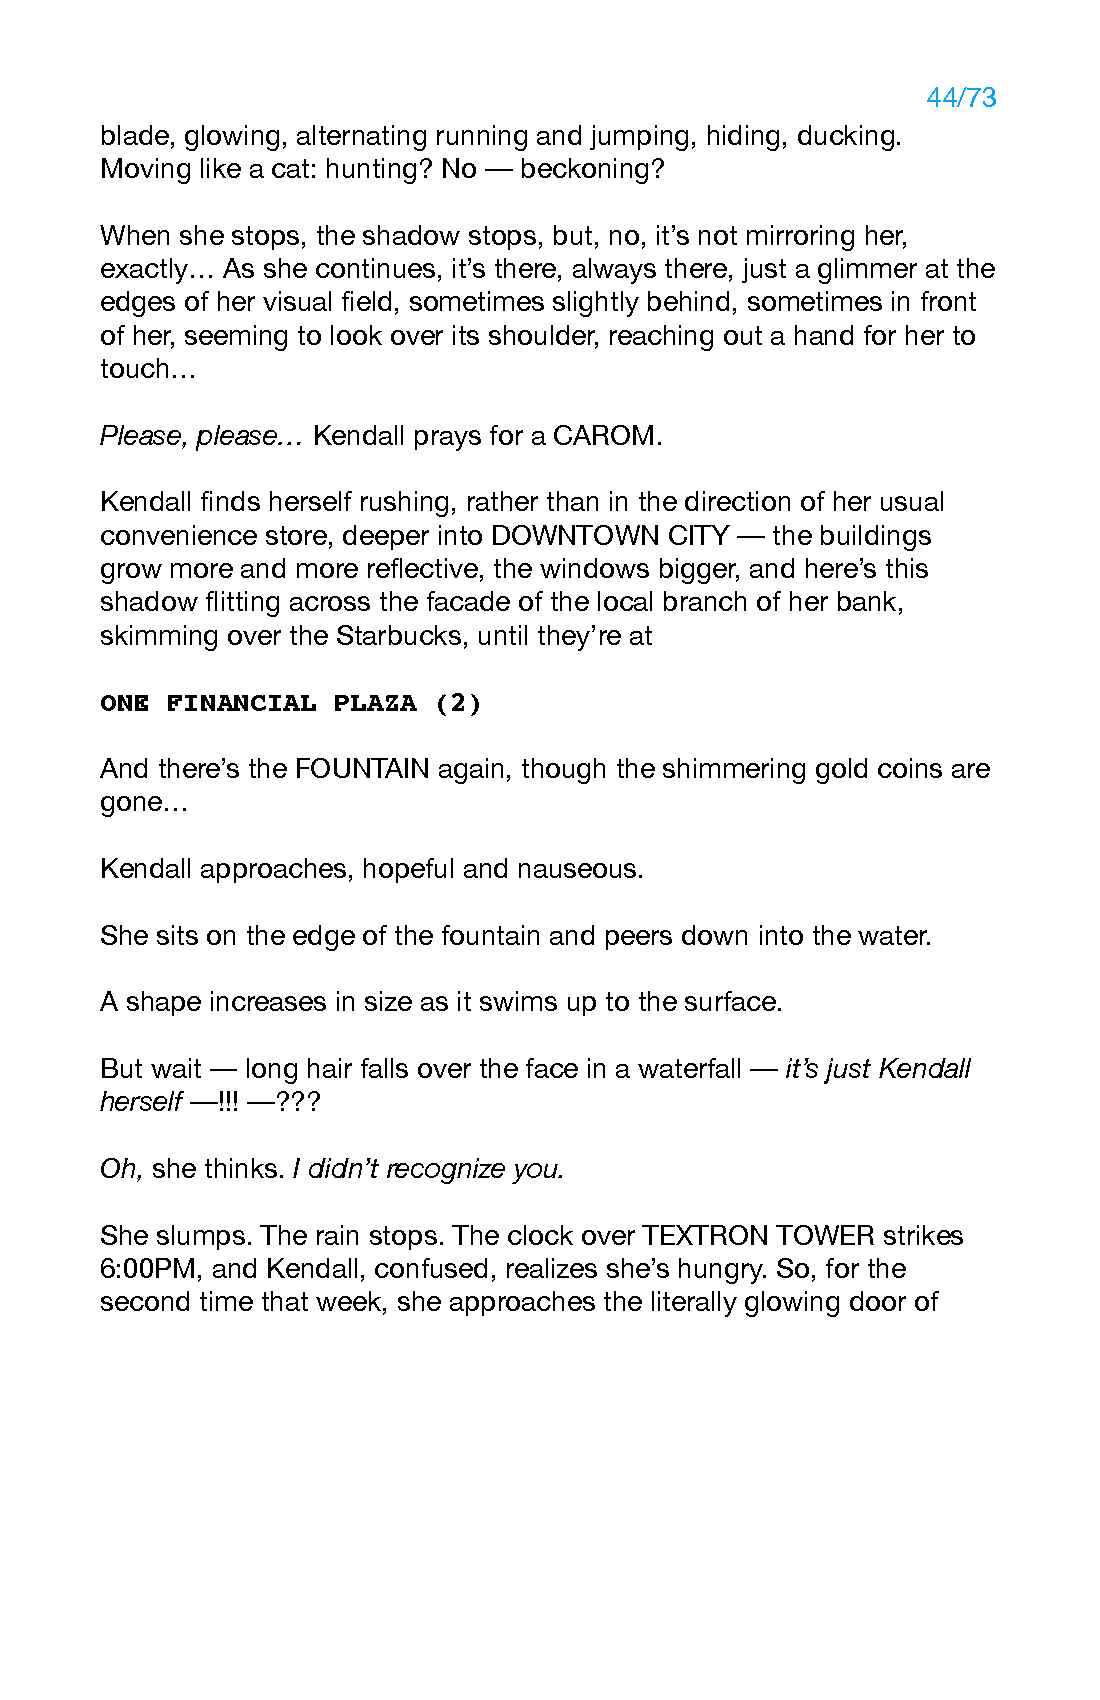 44/73
blade, glowing, alternating running and jumping, hiding, ducking.
Moving like a cat: hunting? No — beckoning?
When she stops, the shadow stops, but, no, it’s not mirroring her,
exactly… As she continues, it’s there, always there, just a glimmer at the
edges of her visual field, sometimes slightly behind, sometimes in front
of her, seeming to look over its shoulder, reaching out a hand for her to
touch…
Please, please… Kendall prays for a CAROM.
Kendall finds herself rushing, rather than in the direction of her usual
convenience store, deeper into DOWNTOWN CITY — the buildings
grow more and more reflective, the windows bigger, and here’s this
shadow flitting across the facade of the local branch of her bank,
skimming over the Starbucks, until they’re at
ONE FINANCIAL PLAZA (2)
And there’s the FOUNTAIN again, though the shimmering gold coins are
gone…
Kendall approaches, hopeful and nauseous.
She sits on the edge of the fountain and peers down into the water.
A shape increases in size as it swims up to the surface.
But wait — long hair falls over the face in a waterfall — it’s just Kendall
herself —!!! —???
Oh, she thinks. I didn’t recognize you.
She slumps. The rain stops. The clock over TEXTRON TOWER strikes
6:00PM, and Kendall, confused, realizes she’s hungry. So, for the
second time that week, she approaches the literally glowing door of